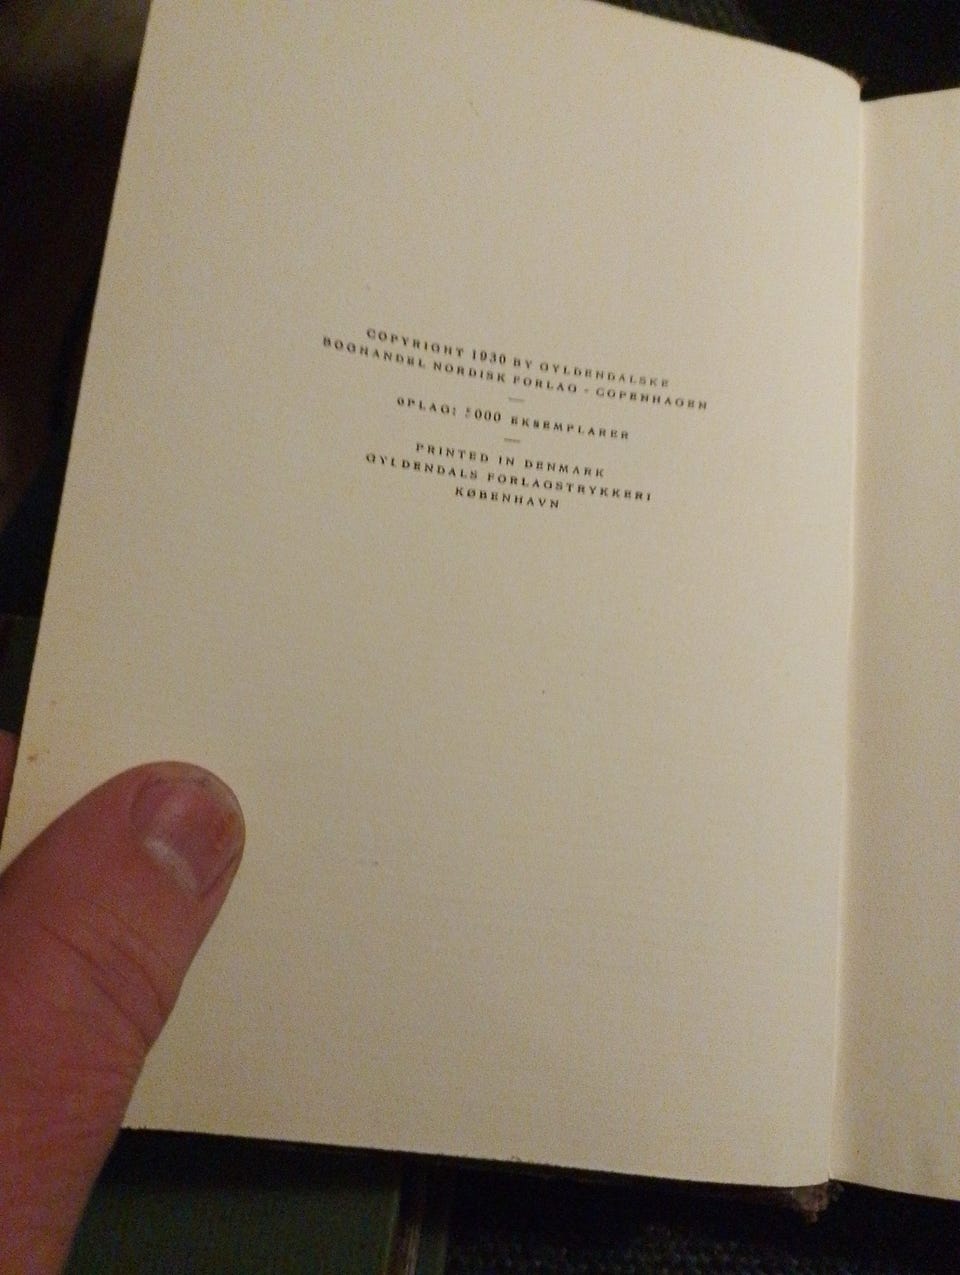 COPYRIGHT 1930 BY GYLDENDALSKE
BOGHANDEL NORDISK FORLAG - COPENHAGEN
OPLAG: 5000 EKSEMPLARER
PRINTED IN DENMARK
GYLDENDALS FORLAGSTRYKKERI
KØBENHAVN